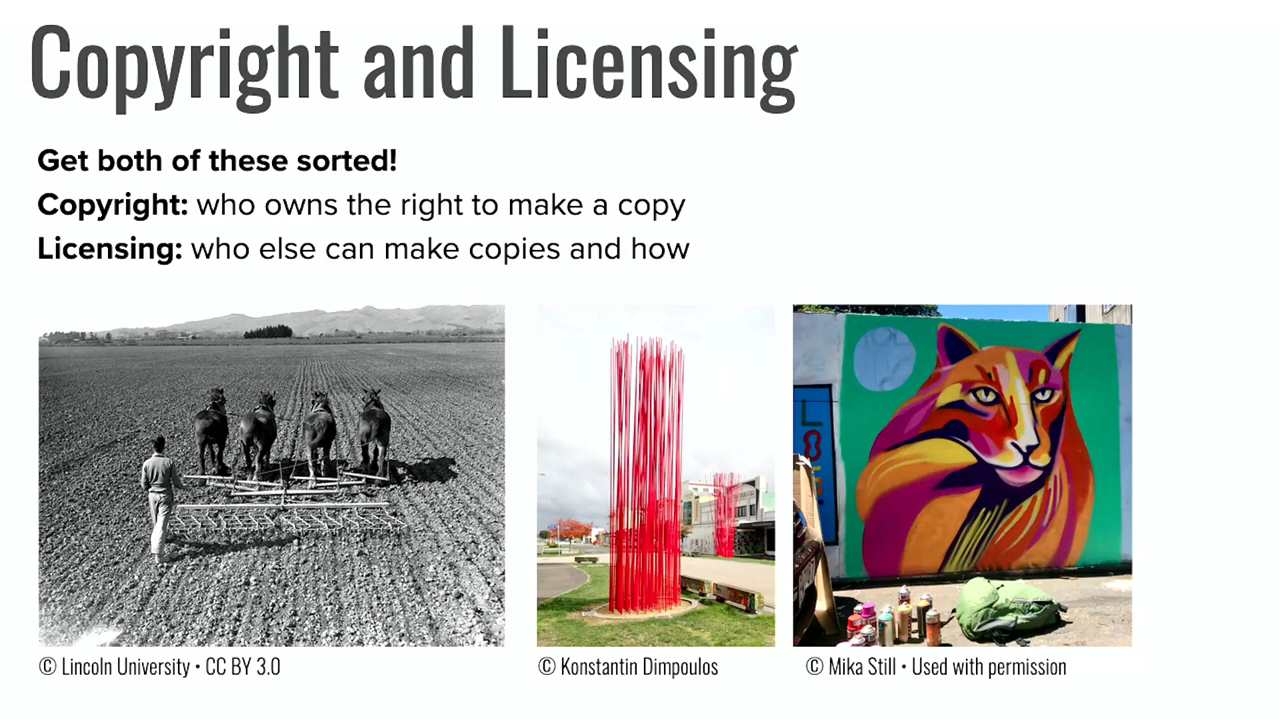 Copyright and Licensing
Get both of these sorted!
Copyright: who owns the right to make a copy
Licensing: who else can make copies and how
© Lincoln University • CC BY 3.0
© Konstantin Dimpoulos
© Mika Still • Used with permission